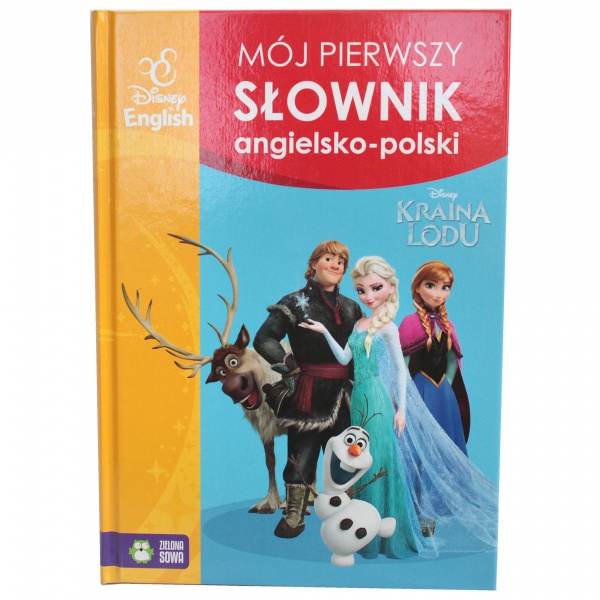 Disney
English
MÓJ PIERWSZY
SŁOWNIK
angielsko-polski
Disney
KRAINA
LODU
ZIELONA
SOWA